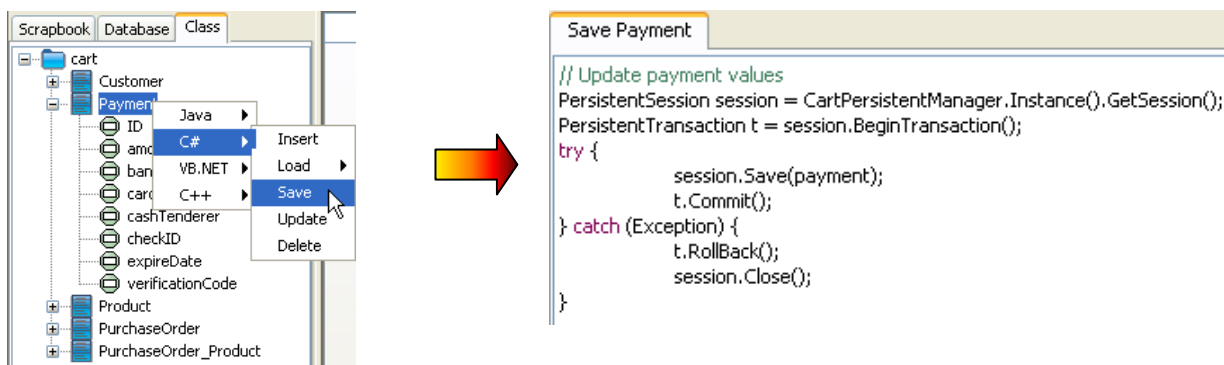 Scrapbook Database Class
cart
Customer
Payment
ID
cashTenderer
checkID
expireDate
verificationCode
Product
PurchaseOrder
PurchaseOrder_Product
Java
C#
VB.NET
C++
Insert
Load
Save
Update
Delete
Save Payment
// Update payment values
PersistentSession session = CartPersistentManager.Instance().GetSession();
PersistentTransaction t = session.BeginTransaction();
try {
session.Save(payment);
t.Commit();
} catch (Exception) {
t.RollBack();
session.Close();
}